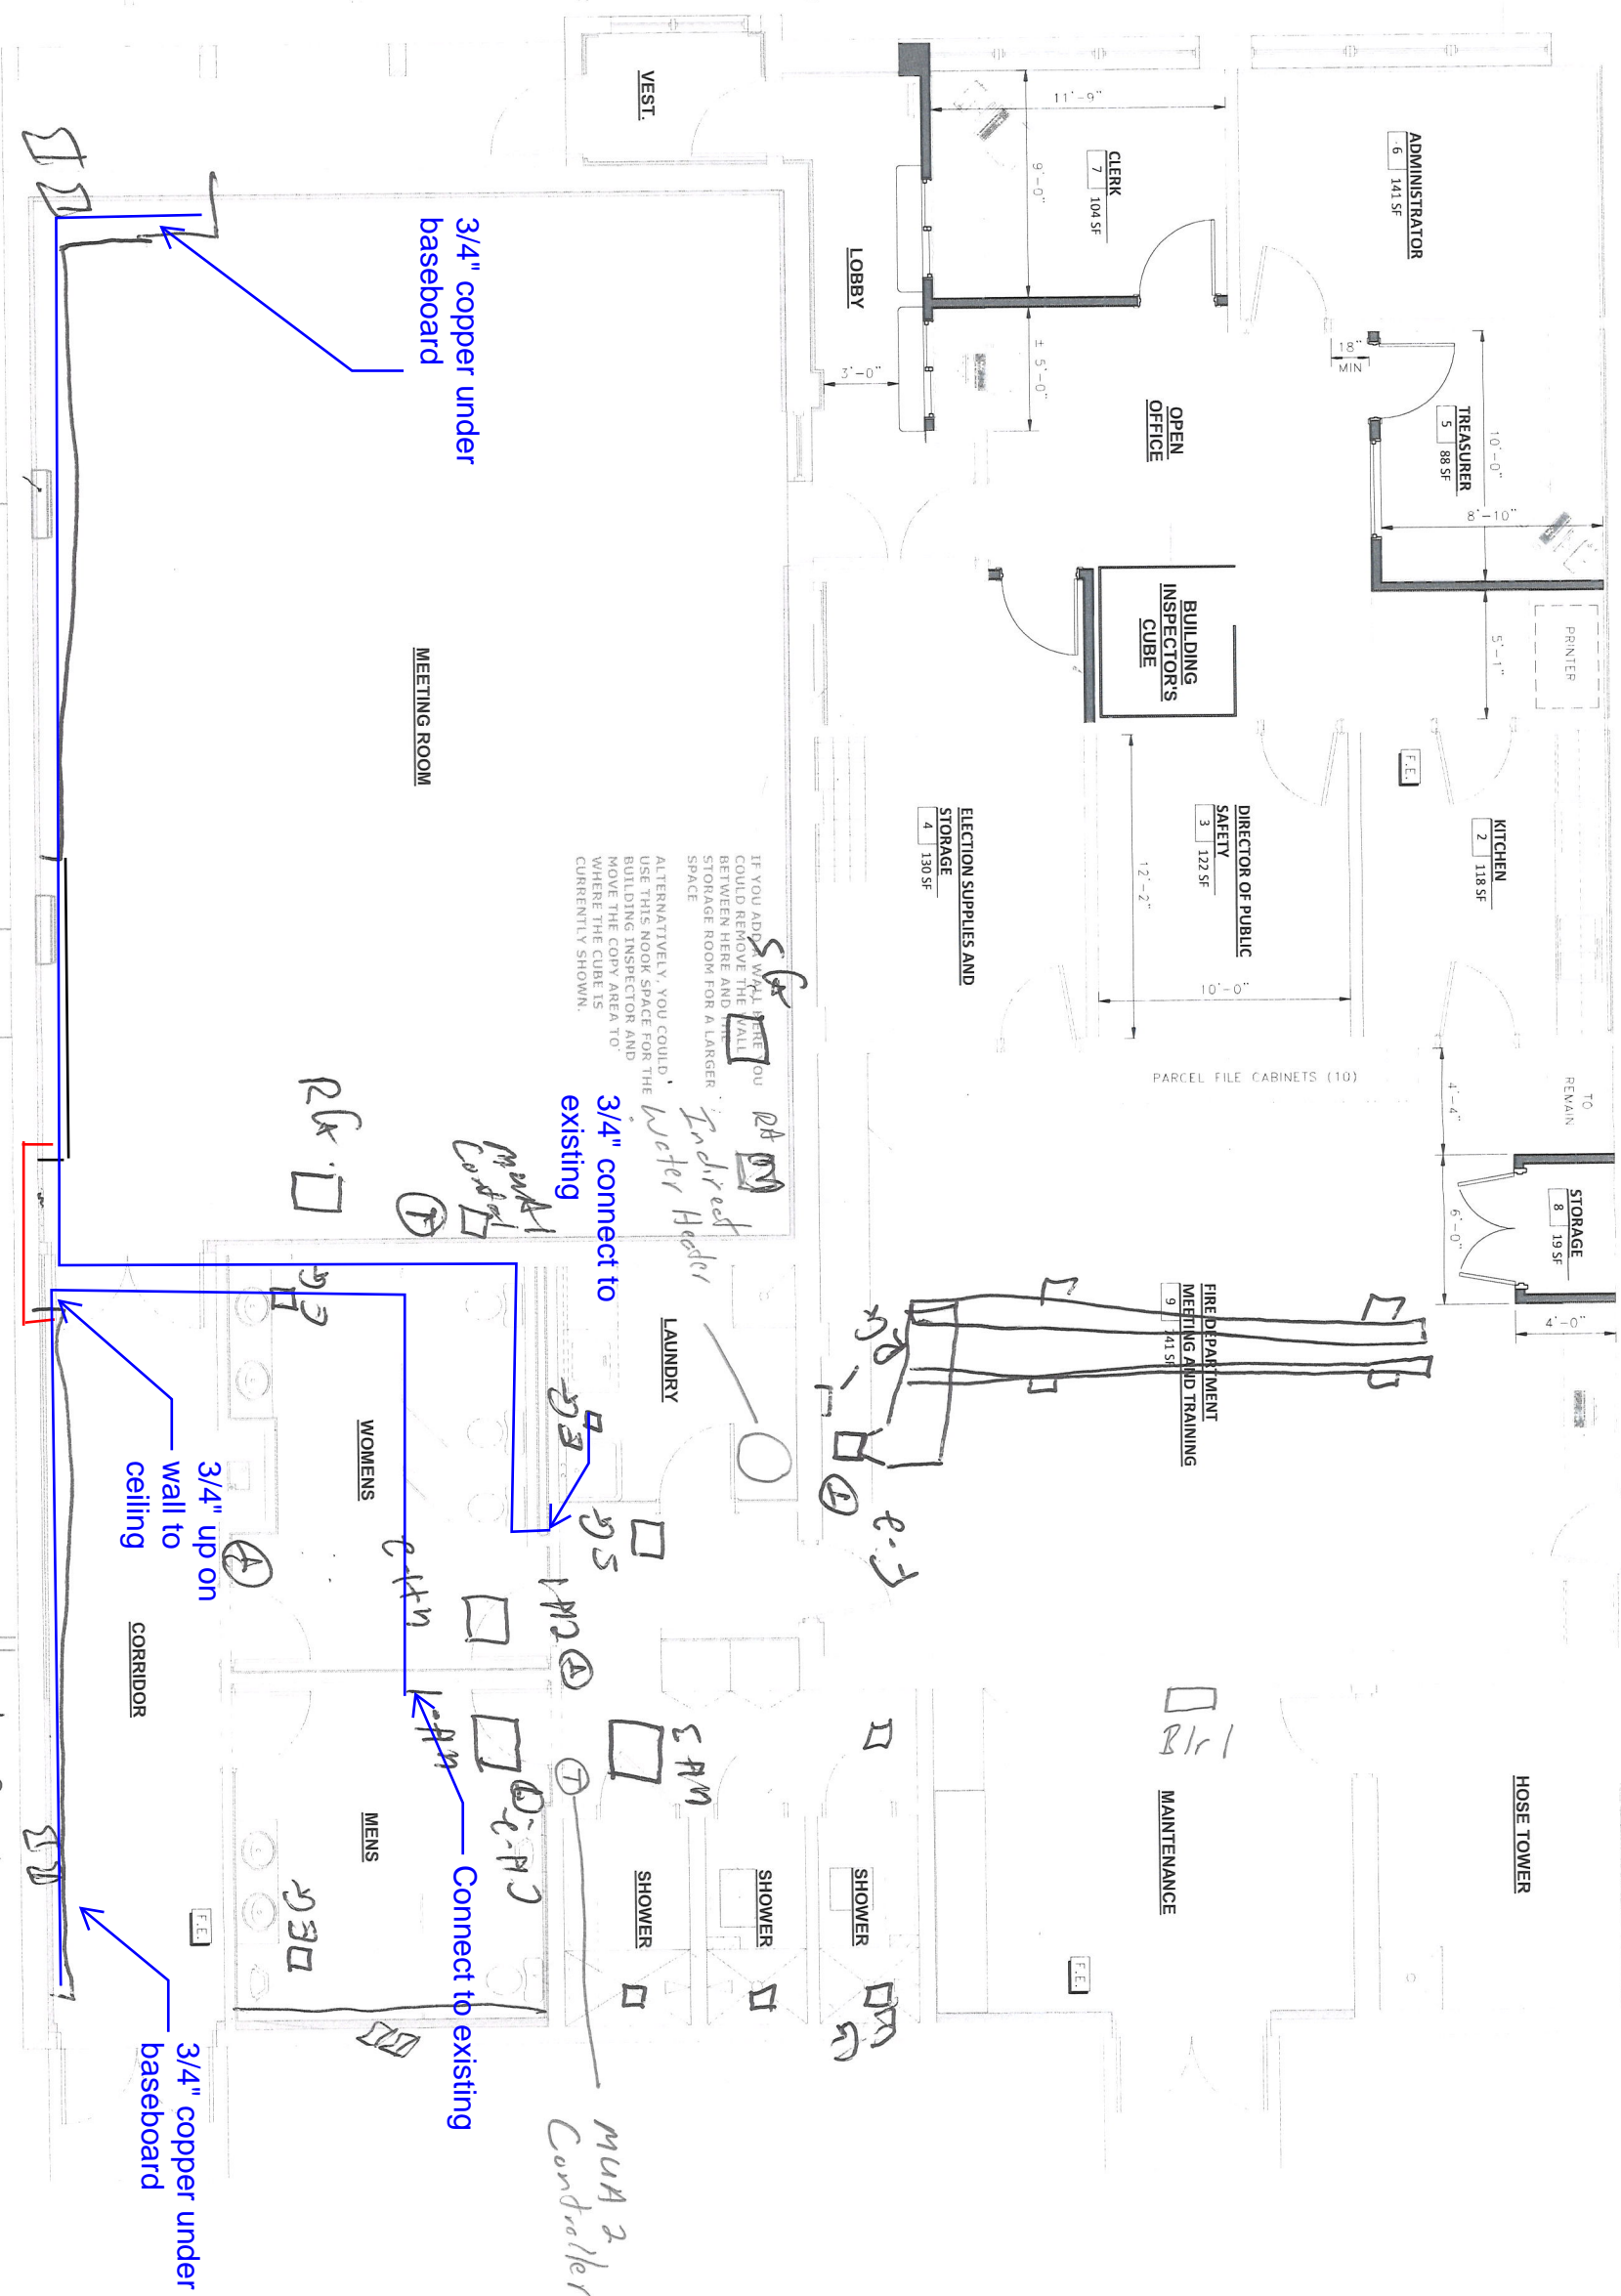 ADMINISTRATOR
6 141 SF
11'-9"
CLERK
7 104 SF
9'-0"
VEST.
LOBBY
± 5'-0"
3'-0"
18"
MIN
TREASURER
5 88 SF
10'-0"
8'-10"
OPEN
OFFICE
BUILDING
INSPECTOR'S
CUBE
5'-1"
PRINTER
F.E.
KITCHEN
2 118 SF
DIRECTOR OF PUBLIC
SAFETY
3 122 SF
12'-2"
10'-0"
ELECTION SUPPLIES AND
STORAGE
4 130 SF
PARCEL FILE CABINETS (10)
TO
REMAIN
4'-4"
STORAGE
8 19 SF
6'-0"
4'-0"
FIRE DEPARTMENT
MEETING AND TRAINING
9 741 SF
IF YOU ADD A WALL HERE YOU
COULD REMOVE THE WALL
BETWEEN HERE AND THE
STORAGE ROOM FOR A LARGER
SPACE
ALTERNATIVELY, YOU COULD
USE THIS NOOK SPACE FOR THE
BUILDING INSPECTOR AND
MOVE THE COPY AREA TO
WHERE THE CUBE IS
CURRENTLY SHOWN.
RA
Indirect
Water Heater
3/4" copper under
baseboard
MEETING ROOM
3/4" connect to
existing
Control
T
LAUNDRY
WOMENS
3/4" up on
wall to
ceiling
CORRIDOR
MENS
F.E.
Connect to existing
SHOWER
SHOWER
SHOWER
T
MUA 2
Controller
3/4" copper under
baseboard
Blr 1
MAINTENANCE
F.E.
HOSE TOWER